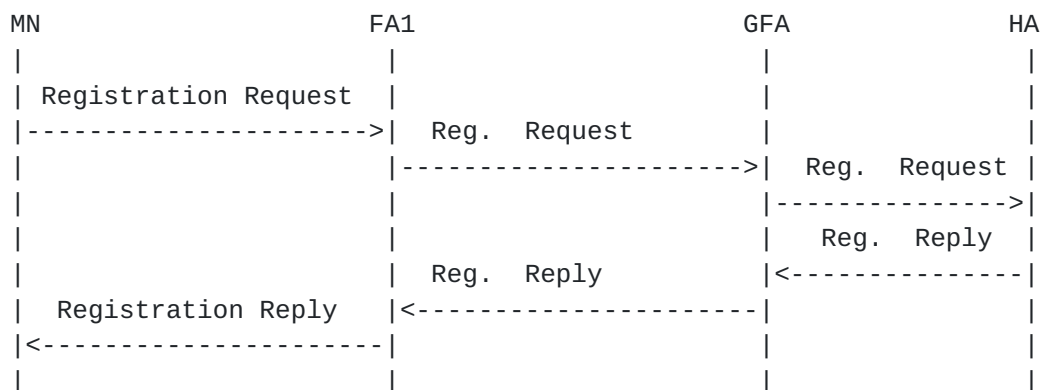 MN FA1 GFA HA
Registration Request
Reg. Request
Reg. Request
Reg. Reply
Reg. Reply
Registration Reply